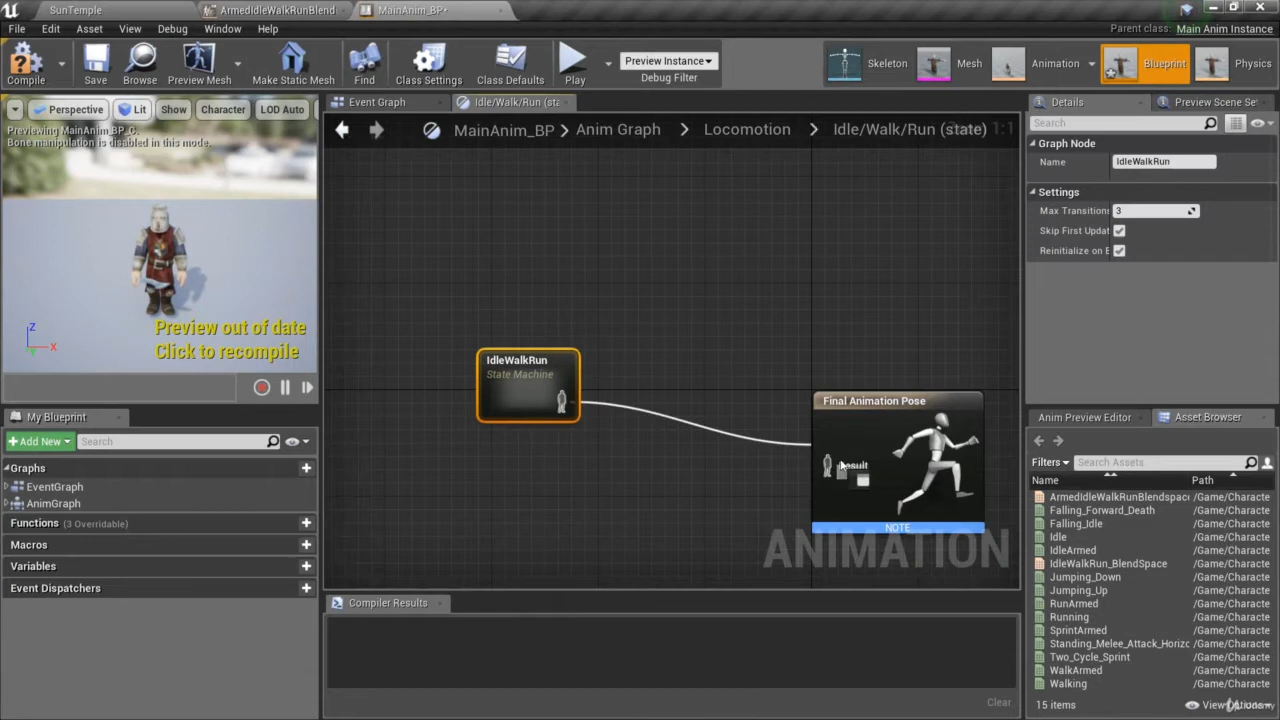 SunTemple
ArmedIdleWalkRunBlend
MainAnim_BP*
File Edit Asset View Debug Window Help
Parent class: Main Anim Instance
Compile
Save
Browse
Preview Mesh
Make Static Mesh
Find
Class Settings
Class Defaults
Play
Preview Instance
Debug Filter
Skeleton
Mesh
Animation
Blueprint
Physics
Perspective
Lit
Show
Character
LOD Auto
Previewing MainAnim_BP_C.
Bone manipulation is disabled in this mode.
Preview out of date
Click to recompile
Z
X
Y
Event Graph
Idle/Walk/Run (sta
MainAnim_BP > Anim Graph > Locomotion > Idle/Walk/Run (state)
1:1
IdleWalkRun
State Machine
Final Animation Pose
NOTE
ANIMATION
Details
Preview Scene Set
Search
Graph Node
Name IdleWalkRun
Settings
Max Transitions 3
Skip First Updat
Reinitialize on B
My Blueprint
Add New
Search
Graphs
EventGraph
AnimGraph
Functions (3 Overridable)
Macros
Variables
Event Dispatchers
Compiler Results
Clear
Anim Preview Editor
Asset Browser
Filters
Search Assets
Name Path
ArmedIdleWalkRunBlendspace /Game/Characte
Falling_Forward_Death /Game/Characte
Falling_Idle /Game/Characte
Idle /Game/Characte
IdleArmed /Game/Characte
IdleWalkRun_BlendSpace /Game/Characte
Jumping_Down /Game/Characte
Jumping_Up /Game/Characte
RunArmed /Game/Characte
Running /Game/Characte
SprintArmed /Game/Characte
Standing_Melee_Attack_Horizo /Game/Characte
Two_Cycle_Sprint /Game/Characte
WalkArmed /Game/Characte
Walking /Game/Characte
15 items